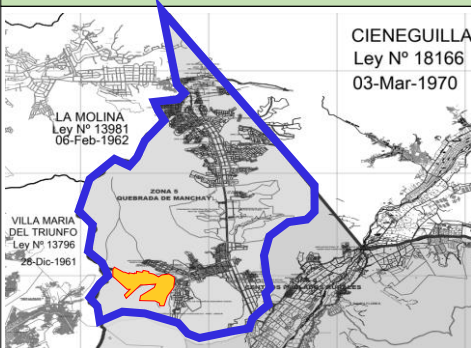 CIENEGUILLA
Ley Nº 18166
03-Mar-1970
LA MOLINA
Ley Nº 13981
06-Feb-1962
ZONA 5
QUEBRADA DE MANCHAY
VILLA MARIA
DEL TRIUNFO
Ley Nº 13796
28-Dic-1961